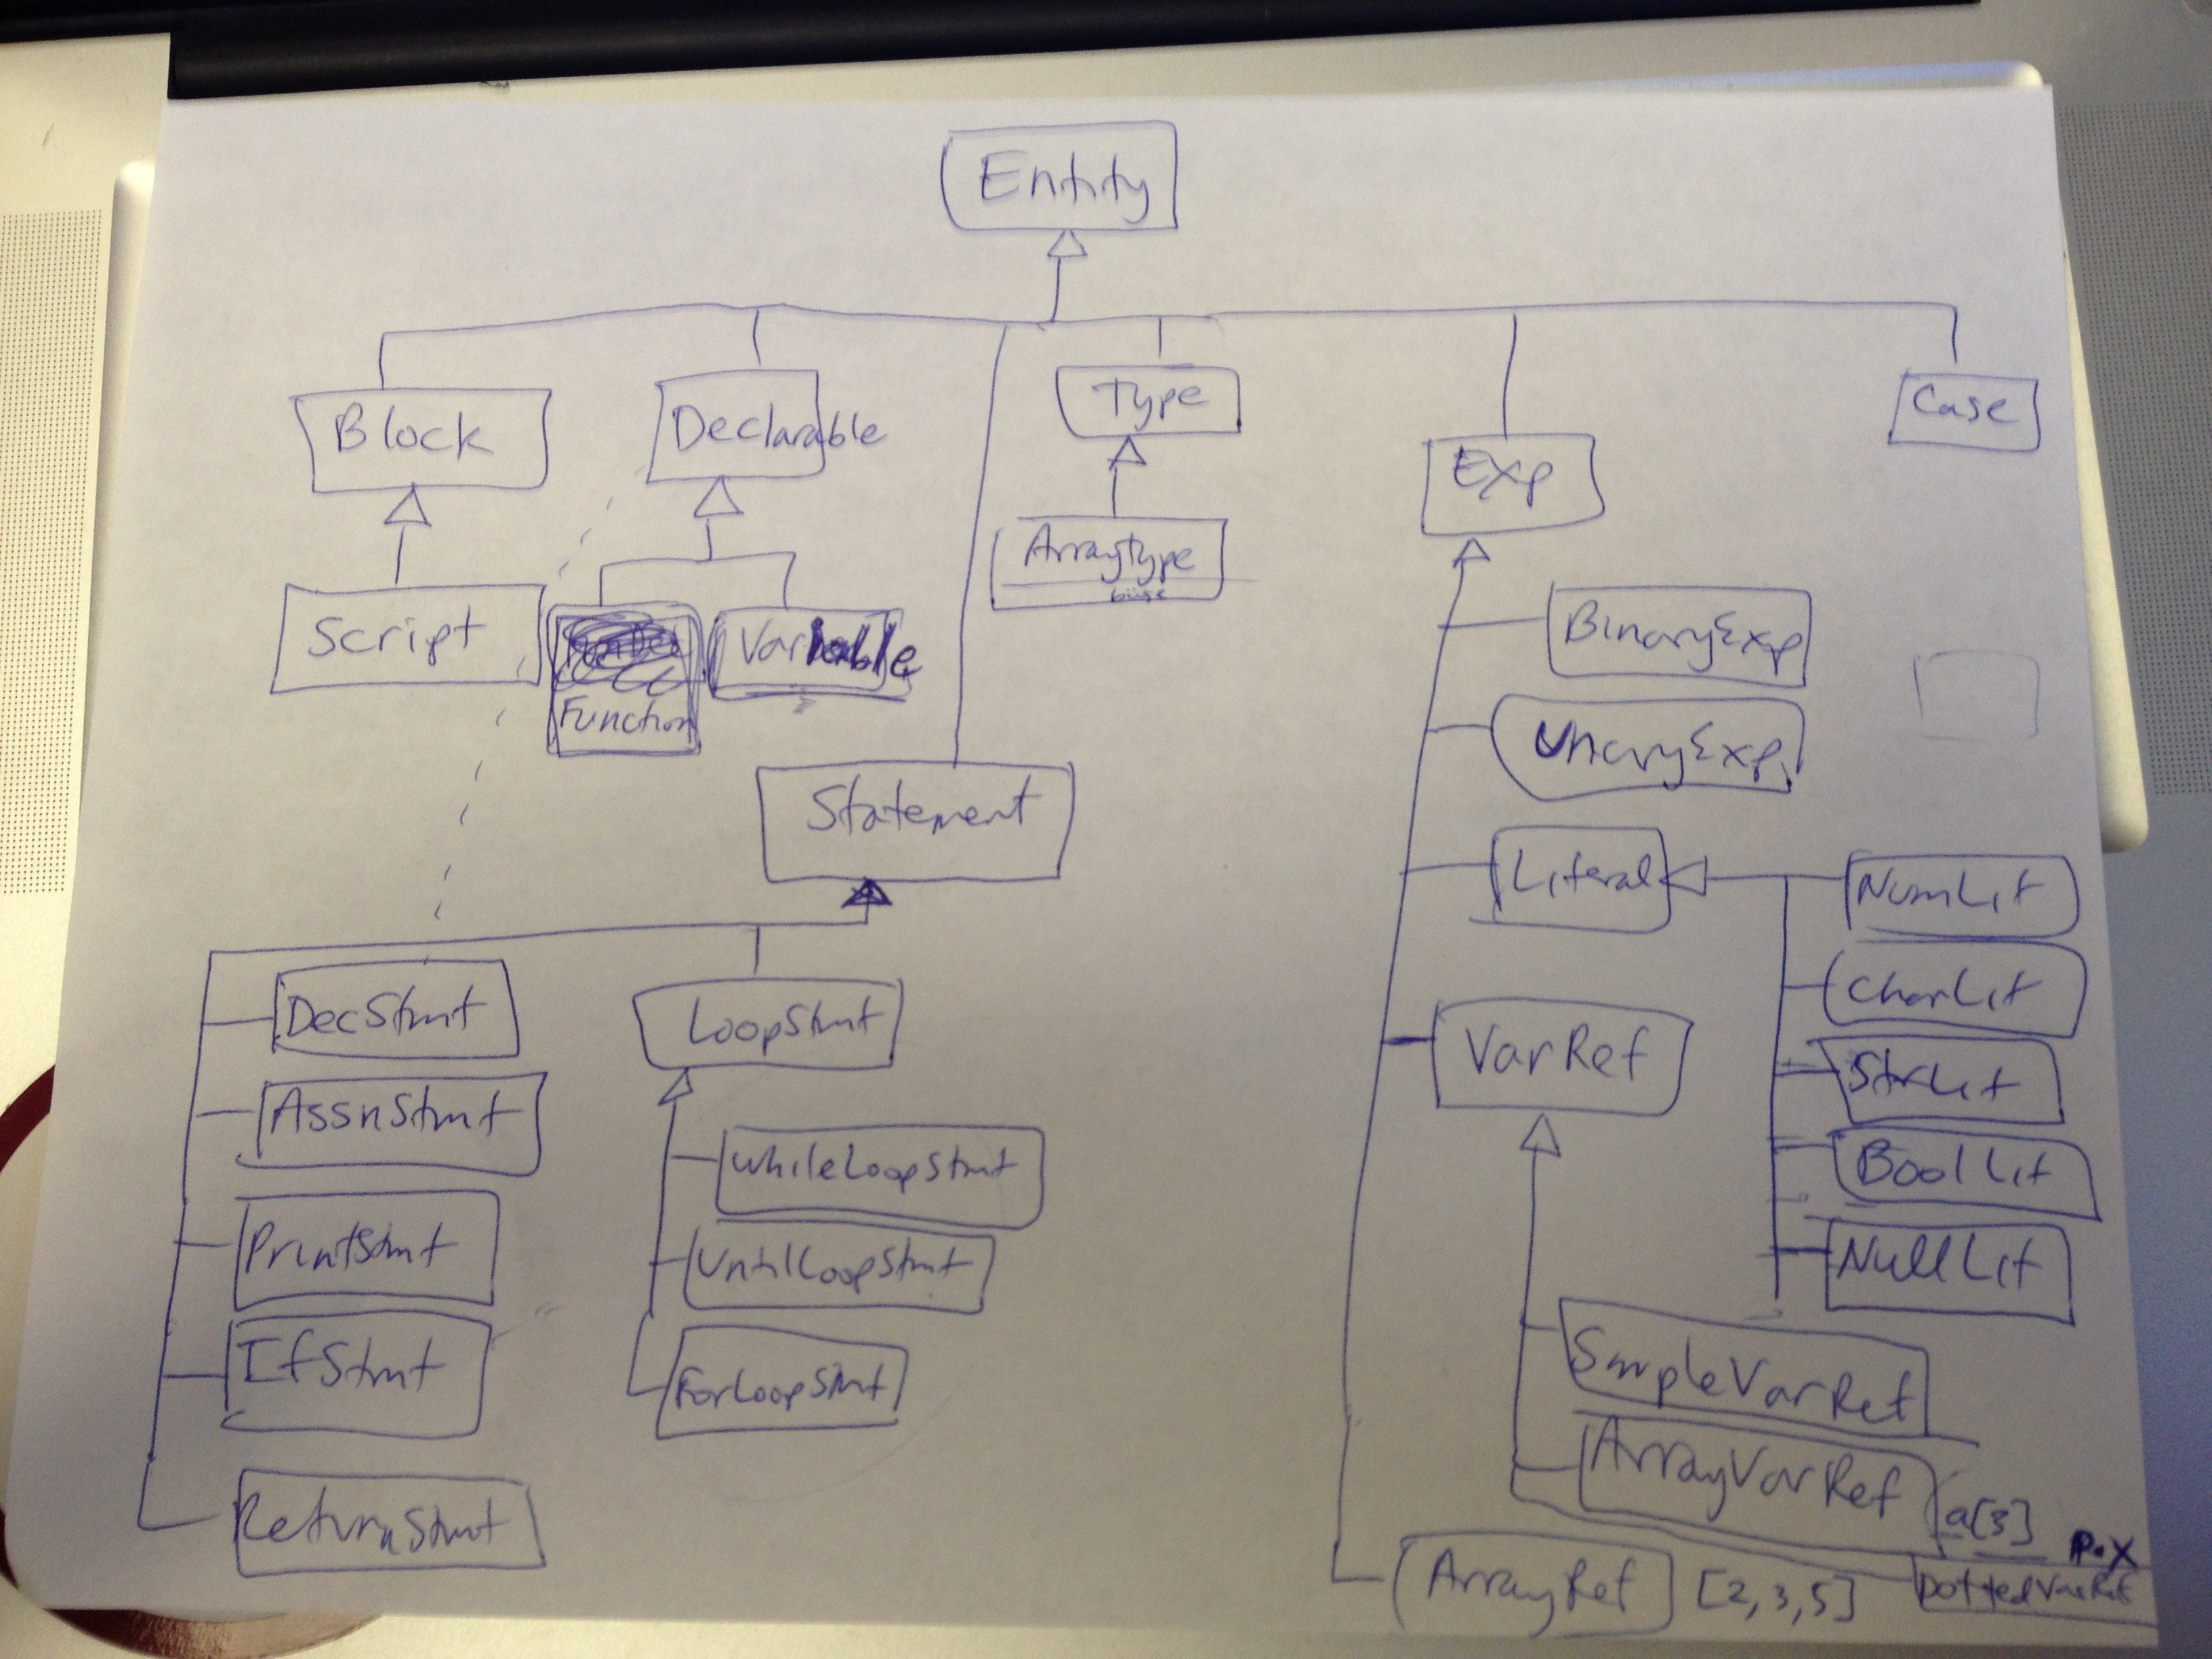 Entity
Block
Declarable
Type
Exp
Case
ArrayType
base
Script
Function
Variable
BinaryExp
UnaryExp
Statement
Literal
NumLit
CharLit
StrLit
BoolLit
NullLit
DecStmt
LoopStmt
VarRef
AssnStmt
WhileLoopStmt
PrintStmt
UntilLoopStmt
IfStmt
ForLoopStmt
SimpleVarRef
ArrayVarRef
a[3]
ReturnStmt
P.X
ArrayRef [2,3,5]
DottedVarRef